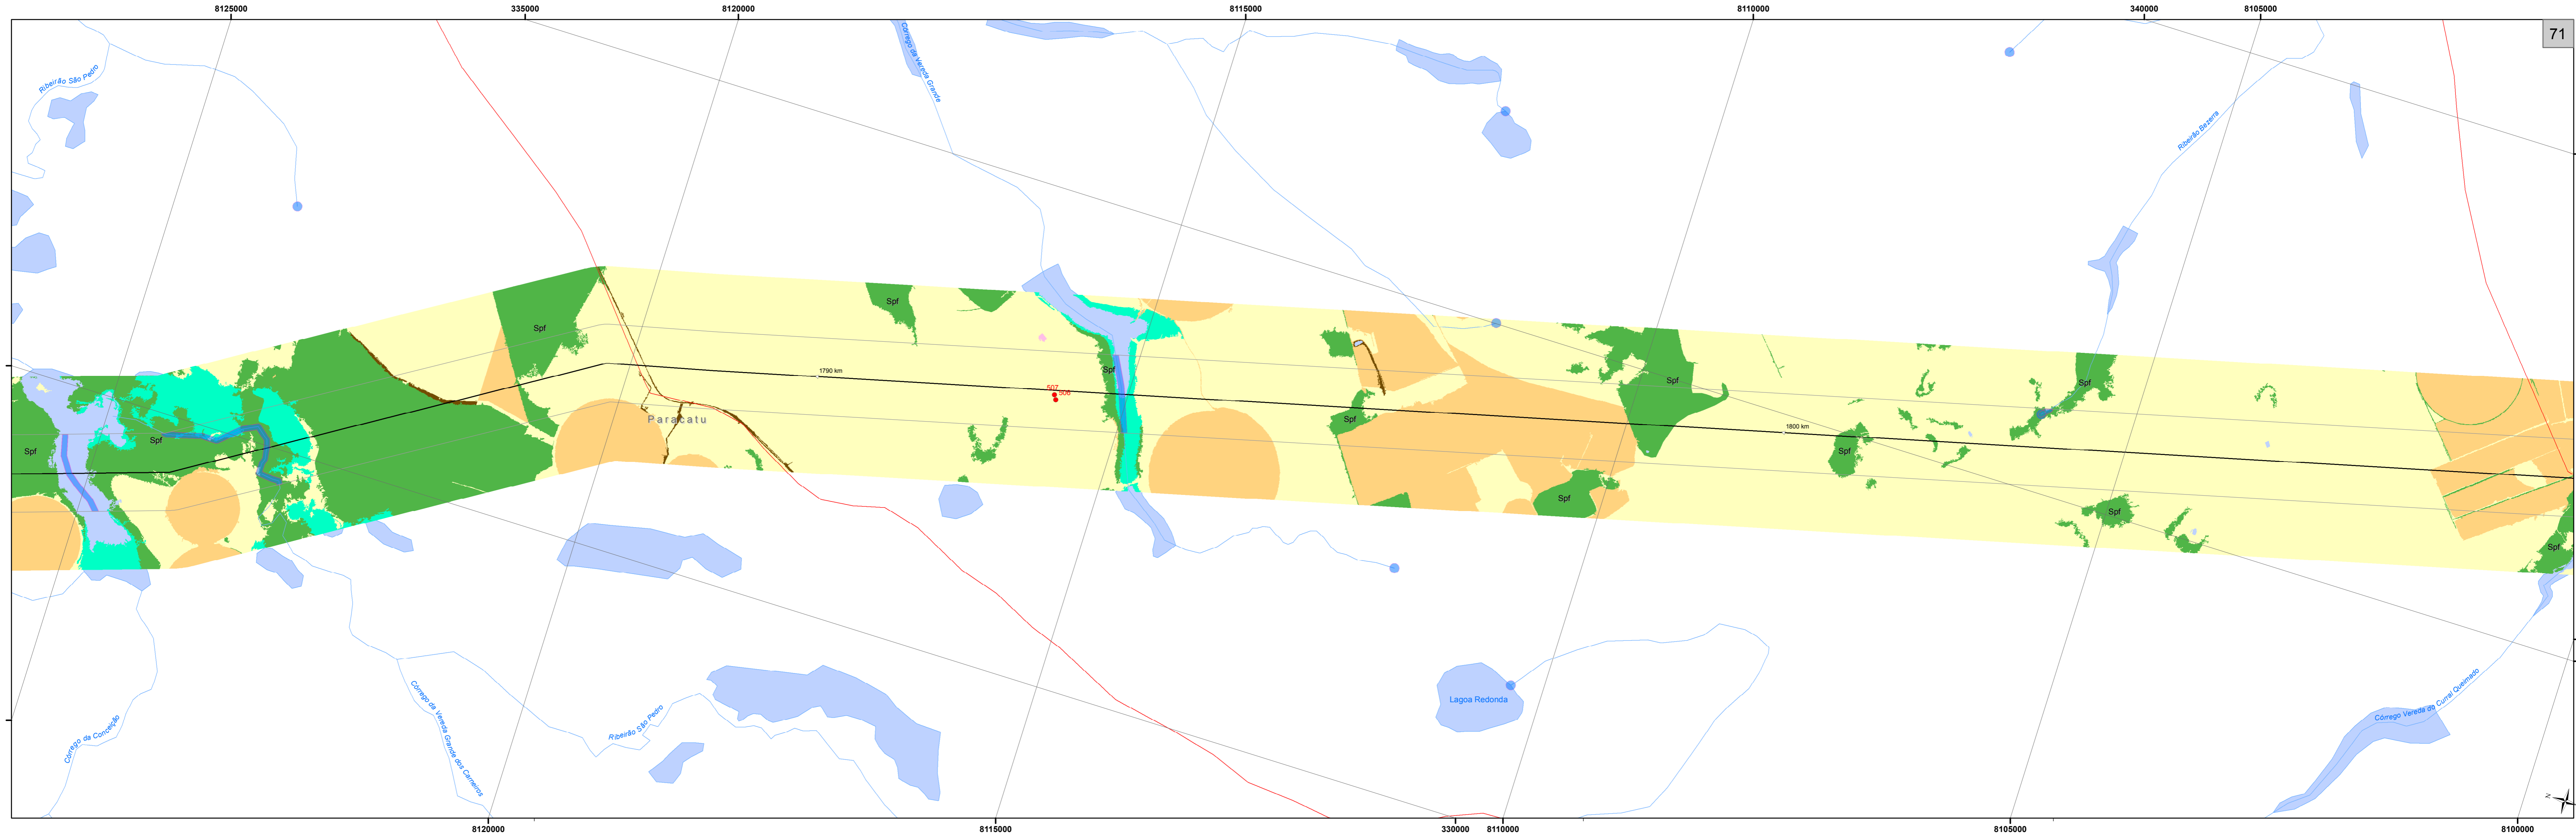 8125000 335000 8120000 8115000 8110000 340000 8105000
71
Ribeirão São Pedro
Córrego da Vereda Grande
Ribeirão Bezerra
Spf
Spf
1790 km
Spf
Spf
Spf
507
506
Paracatu
Spf
Spf
1800 km
Spf
Spf
Spf
Spf
Spf
Spf
Córrego da Conceição
Córrego da Vereda Grande dos Carneiros
Ribeirão São Pedro
Lagoa Redonda
Córrego Vereda do Curral Queimado
N
8120000 8115000 330000 8110000 8105000 8100000